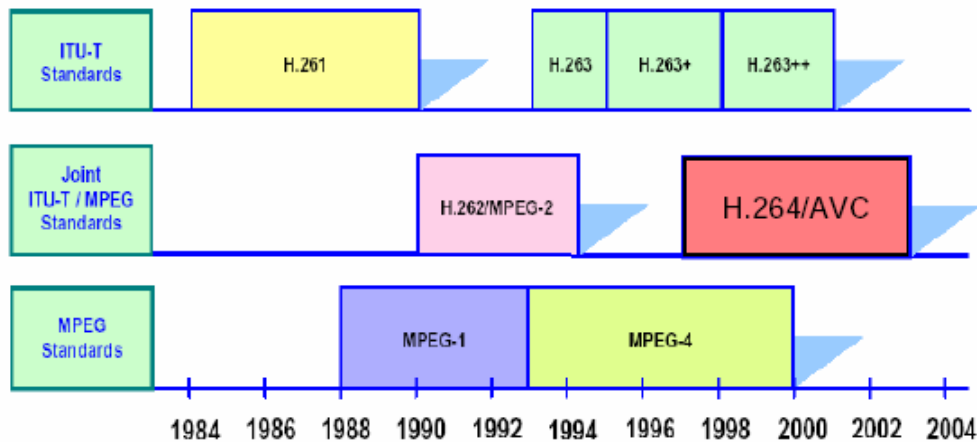 ITU-T
Standards
H.261
H.263
H.263+
H.263++
Joint
ITU-T / MPEG
Standards
H.262/MPEG-2
H.264/AVC
MPEG
Standards
MPEG-1
MPEG-4
1984 1986 1988 1990 1992 1994 1996 1998 2000 2002 2004